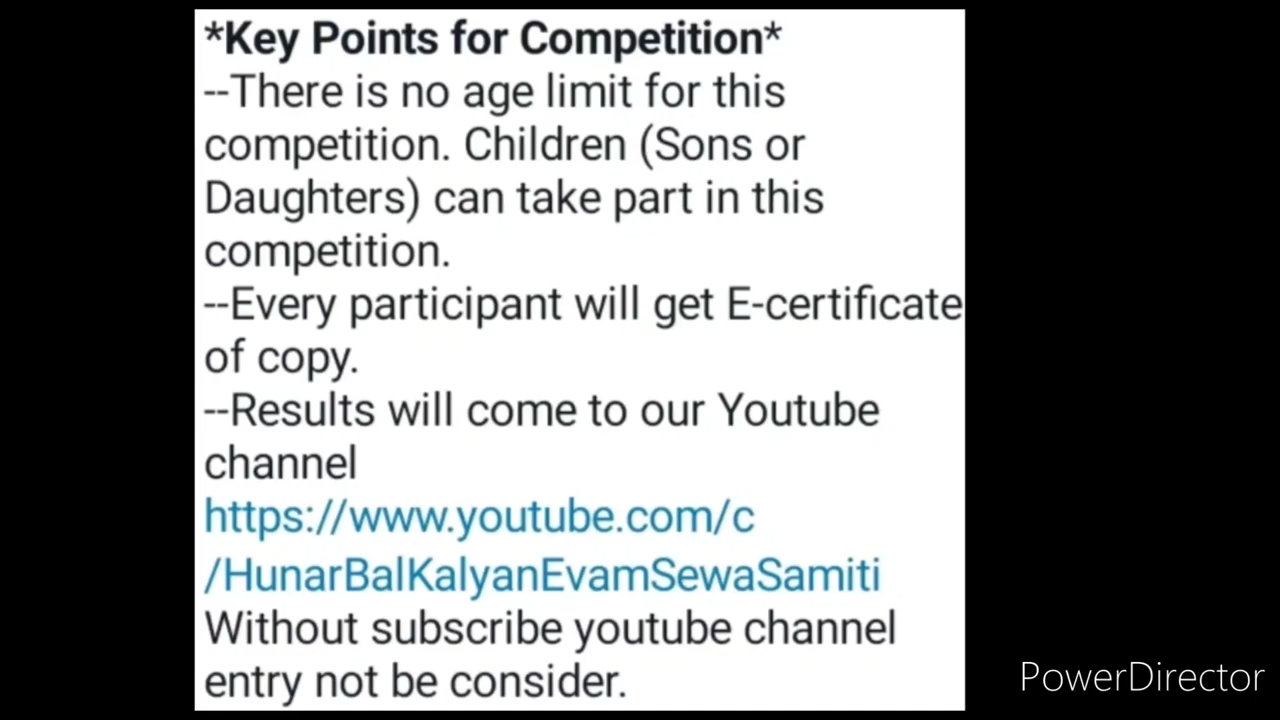 *Key Points for Competition*
--There is no age limit for this
competition. Children (Sons or
Daughters) can take part in this
competition.
--Every participant will get E-certificate
of copy.
--Results will come to our Youtube
channel
https://www.youtube.com/c
/HunarBalKalyanEvamSewaSamiti
Without subscribe youtube channel
entry not be consider.
PowerDirector